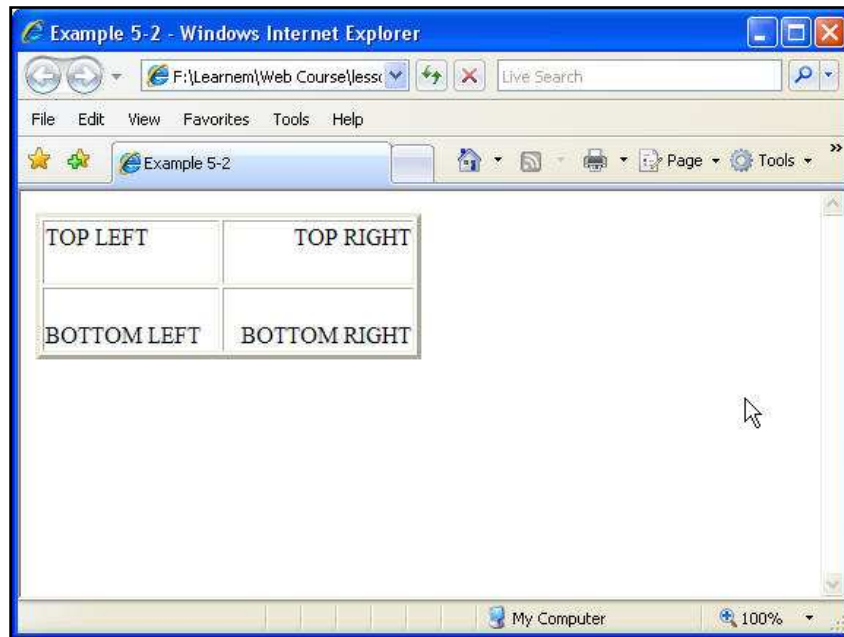 Example 5-2 - Windows Internet Explorer
F:\Learnem\Web Course\less Live Search
File Edit View Favorites Tools Help
Example 5-2 Page Tools »
TOP LEFT TOP RIGHT
BOTTOM LEFT BOTTOM RIGHT
My Computer 100%